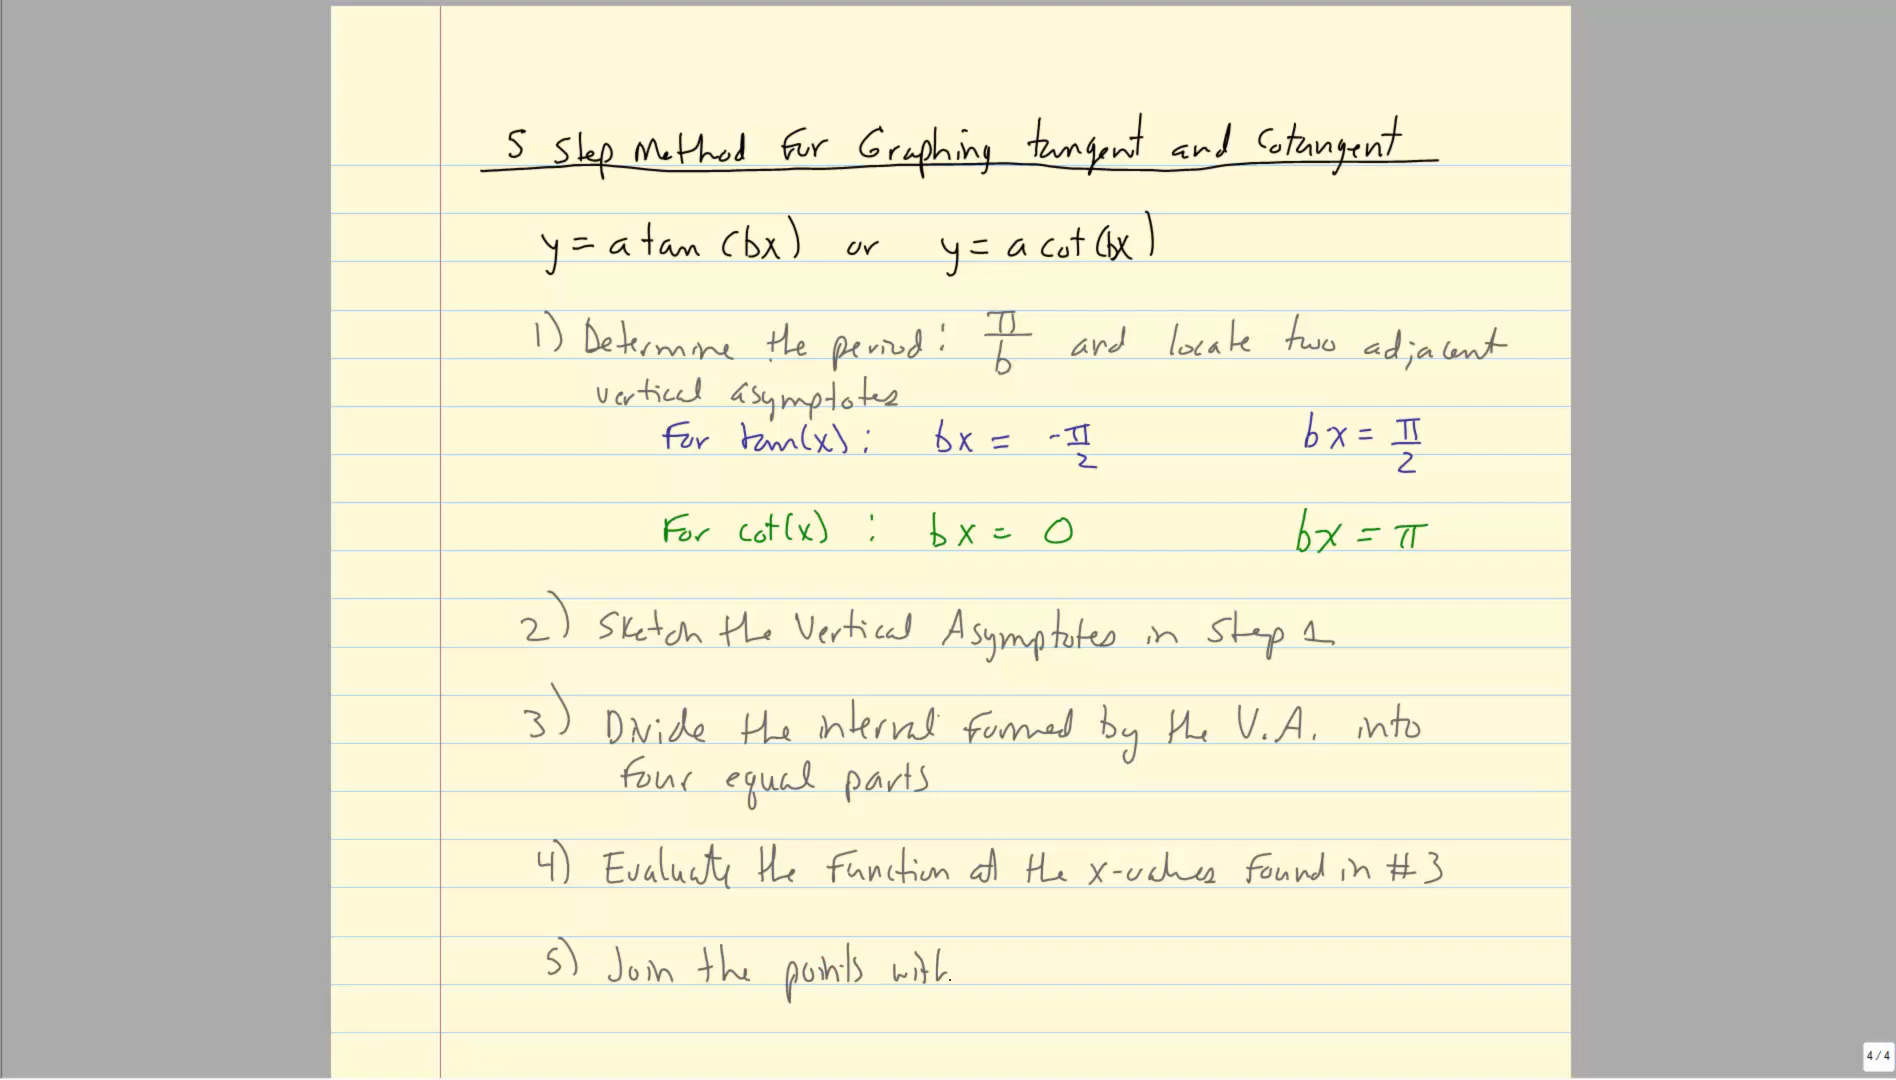 5 Step Method For Graphing tangent and cotangent
y = a tan (bx) or y = a cot (bx)
1) Determine the period: π/b and locate two adjacent
vertical asymptotes
For tan(x): bx = -π/2 bx = π/2
For cot(x): bx = 0 bx = π
2) Sketch the Vertical Asymptotes in Step 1
3) Divide the interval formed by the V.A. into
four equal parts
4) Evaluate the function at the x-values found in #3
5) Join the points with
4 / 4